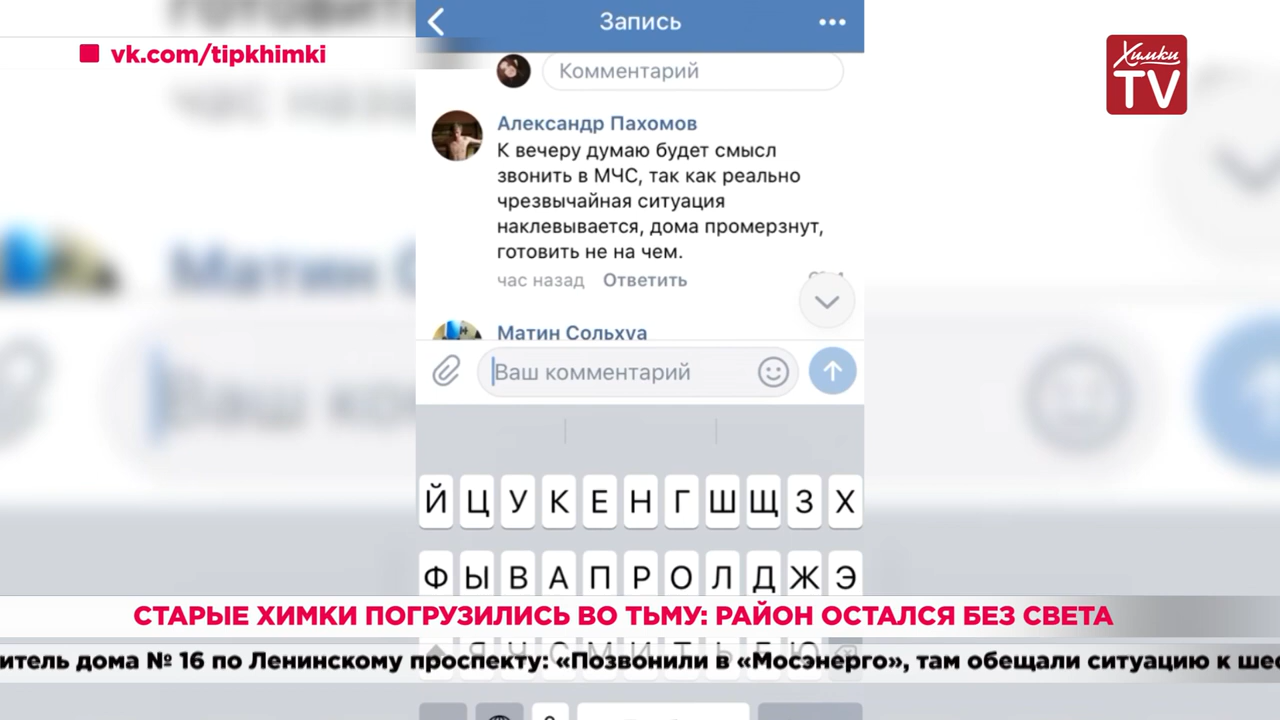 Запись
vk.com/tipkhimki
Химки
TV
Комментарий
Александр Пахомов
К вечеру думаю будет смысл
звонить в МЧС, так как реально
чрезвычайная ситуация
наклевывается, дома промерзнут,
готовить не на чем.
час назад Ответить
Матин Сольхуа
Ваш комментарий
Й Ц У К Е Н Г Ш Щ З Х
Ф Ы В А П Р О Л Д Ж Э
СТАРЫЕ ХИМКИ ПОГРУЗИЛИСЬ ВО ТЬМУ: РАЙОН ОСТАЛСЯ БЕЗ СВЕТА
Я Ч С М И Т Ь Б Ю
итель дома № 16 по Ленинскому проспекту: «Позвонили в «Мосэнерго», там обещали ситуацию к шес